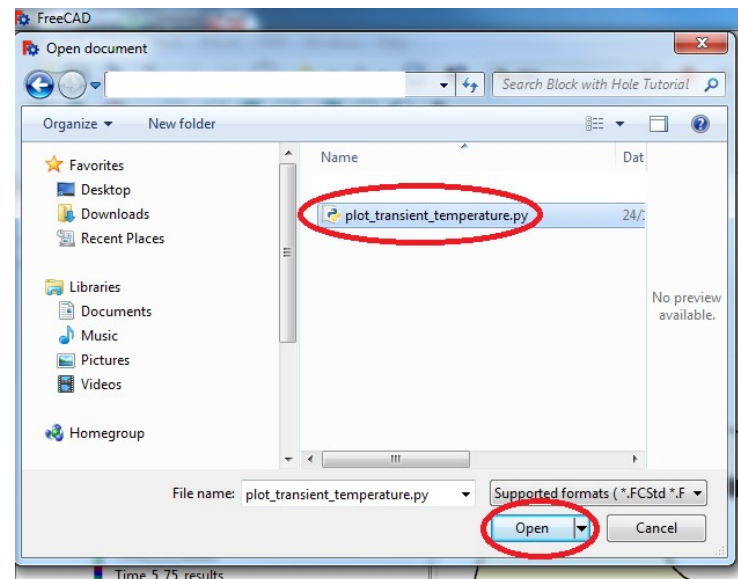 FreeCAD
Open document
Search Block with Hole Tutorial
Organize New folder
Name Dat
Favorites
Desktop
Downloads
Recent Places
plot_transient_temperature.py 24/
Libraries
Documents
Music
Pictures
Videos
Homegroup
No preview
available.
File name: plot_transient_temperature.py Supported formats ( *.FCStd *.F
Open Cancel
Time 5.75 results